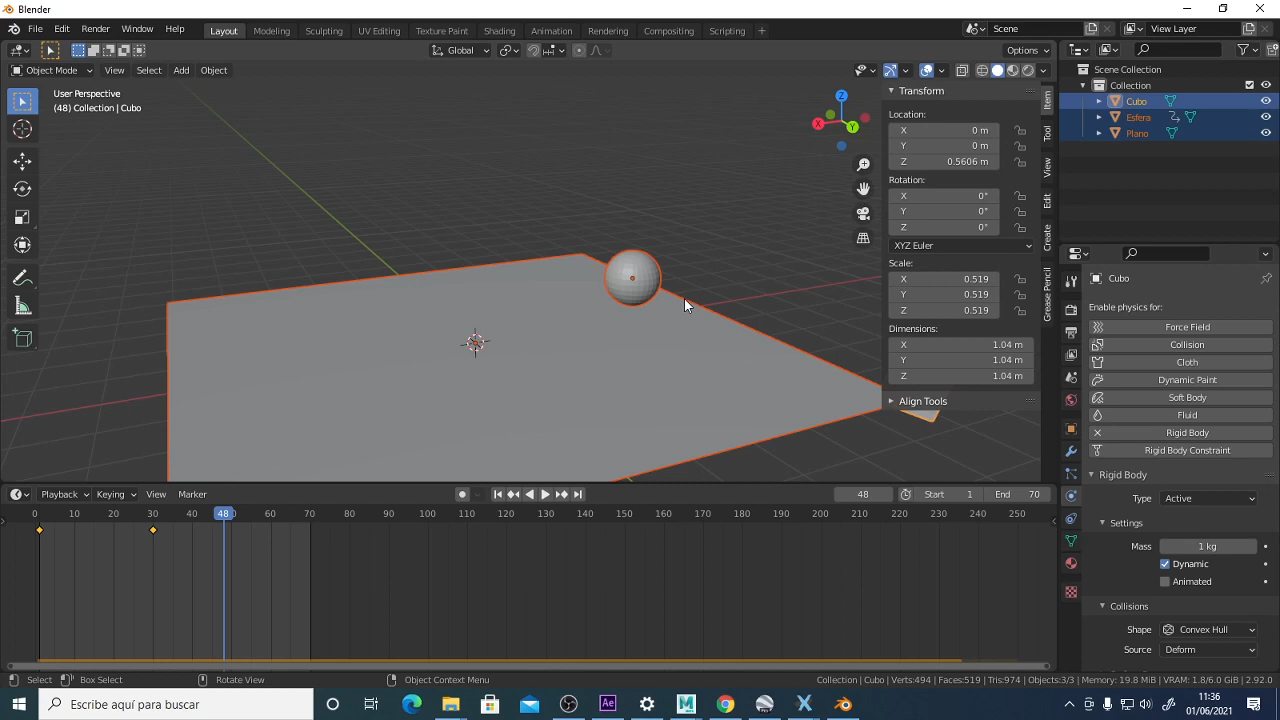 Blender
File Edit Render Window Help Layout Modeling Sculpting UV Editing Texture Paint Shading Animation Rendering Compositing Scripting Scene View Layer
Global Options
Object Mode View Select Add Object
User Perspective
(48) Collection | Cubo
Z
X
Y
Transform
Location:
X 0 m
Y 0 m
Z 0.5606 m
Rotation:
X 0°
Y 0°
Z 0°
XYZ Euler
Scale:
X 0.519
Y 0.519
Z 0.519
Dimensions:
X 1.04 m
Y 1.04 m
Z 1.04 m
Align Tools
Item
Tool
View
Edit
Create
Grease Pencil
Scene Collection
Collection
Cubo
Esfera
Plano
Cubo
Enable physics for:
Force Field
Collision
Cloth
Dynamic Paint
Soft Body
Fluid
Rigid Body
Rigid Body Constraint
Rigid Body
Type Active
Settings
Mass 1 kg
Dynamic
Animated
Collisions
Shape Convex Hull
Source Deform
Playback Keying View Marker 48 Start 1 End 70
0 10 20 30 40 48 60 70 80 90 100 110 120 130 140 150 160 170 180 190 200 210 220 230 240 250
Select Box Select Rotate View Object Context Menu Collection | Cubo | Verts:494 | Faces:519 | Tris:974 | Objects:3/3 | Memory: 19.8 MiB | VRAM: 1.8/6.0 GiB | 2.92.0
Escribe aquí para buscar
Ae
11:36
01/06/2021